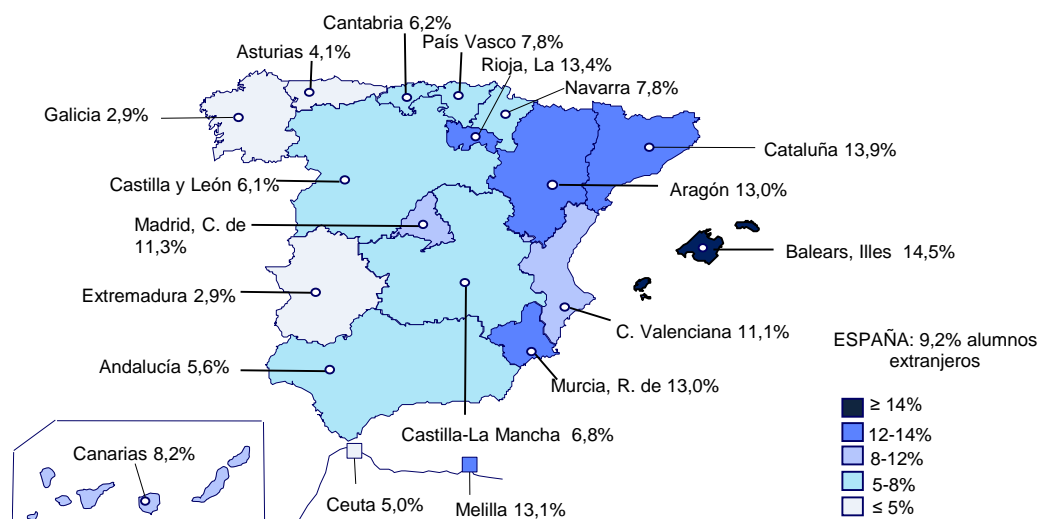 Cantabria 6,2%
País Vasco 7,8%
Asturias 4,1%
Rioja, La 13,4%
Navarra 7,8%
Galicia 2,9%
Cataluña 13,9%
Castilla y León 6,1%
Aragón 13,0%
Madrid, C. de
11,3%
Balears, Illes 14,5%
Extremadura 2,9%
C. Valenciana 11,1%
ESPAÑA: 9,2% alumnos
extranjeros
Andalucía 5,6%
Murcia, R. de 13,0%
≥ 14%
12-14%
8-12%
5-8%
≤ 5%
Castilla-La Mancha 6,8%
Canarias 8,2%
Ceuta 5,0%
Melilla 13,1%